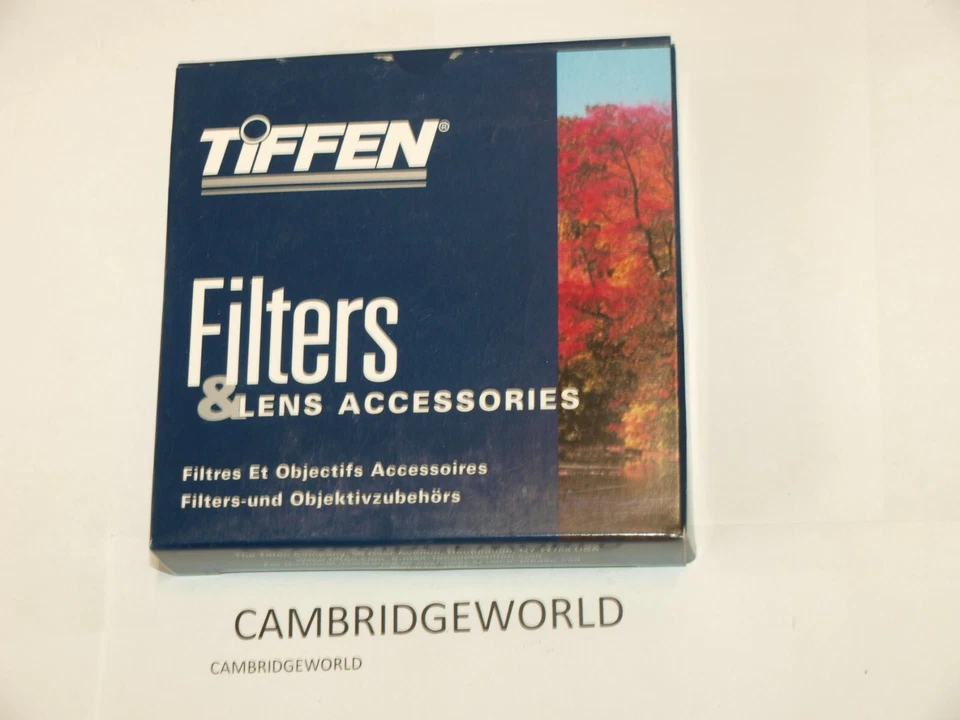 TiFFEN®
Filters
& LENS ACCESSORIES
Filtres Et Objectifs Accessoires
Filters-und Objektivzubehörs
CAMBRIDGEWORLD
CAMBRIDGEWORLD